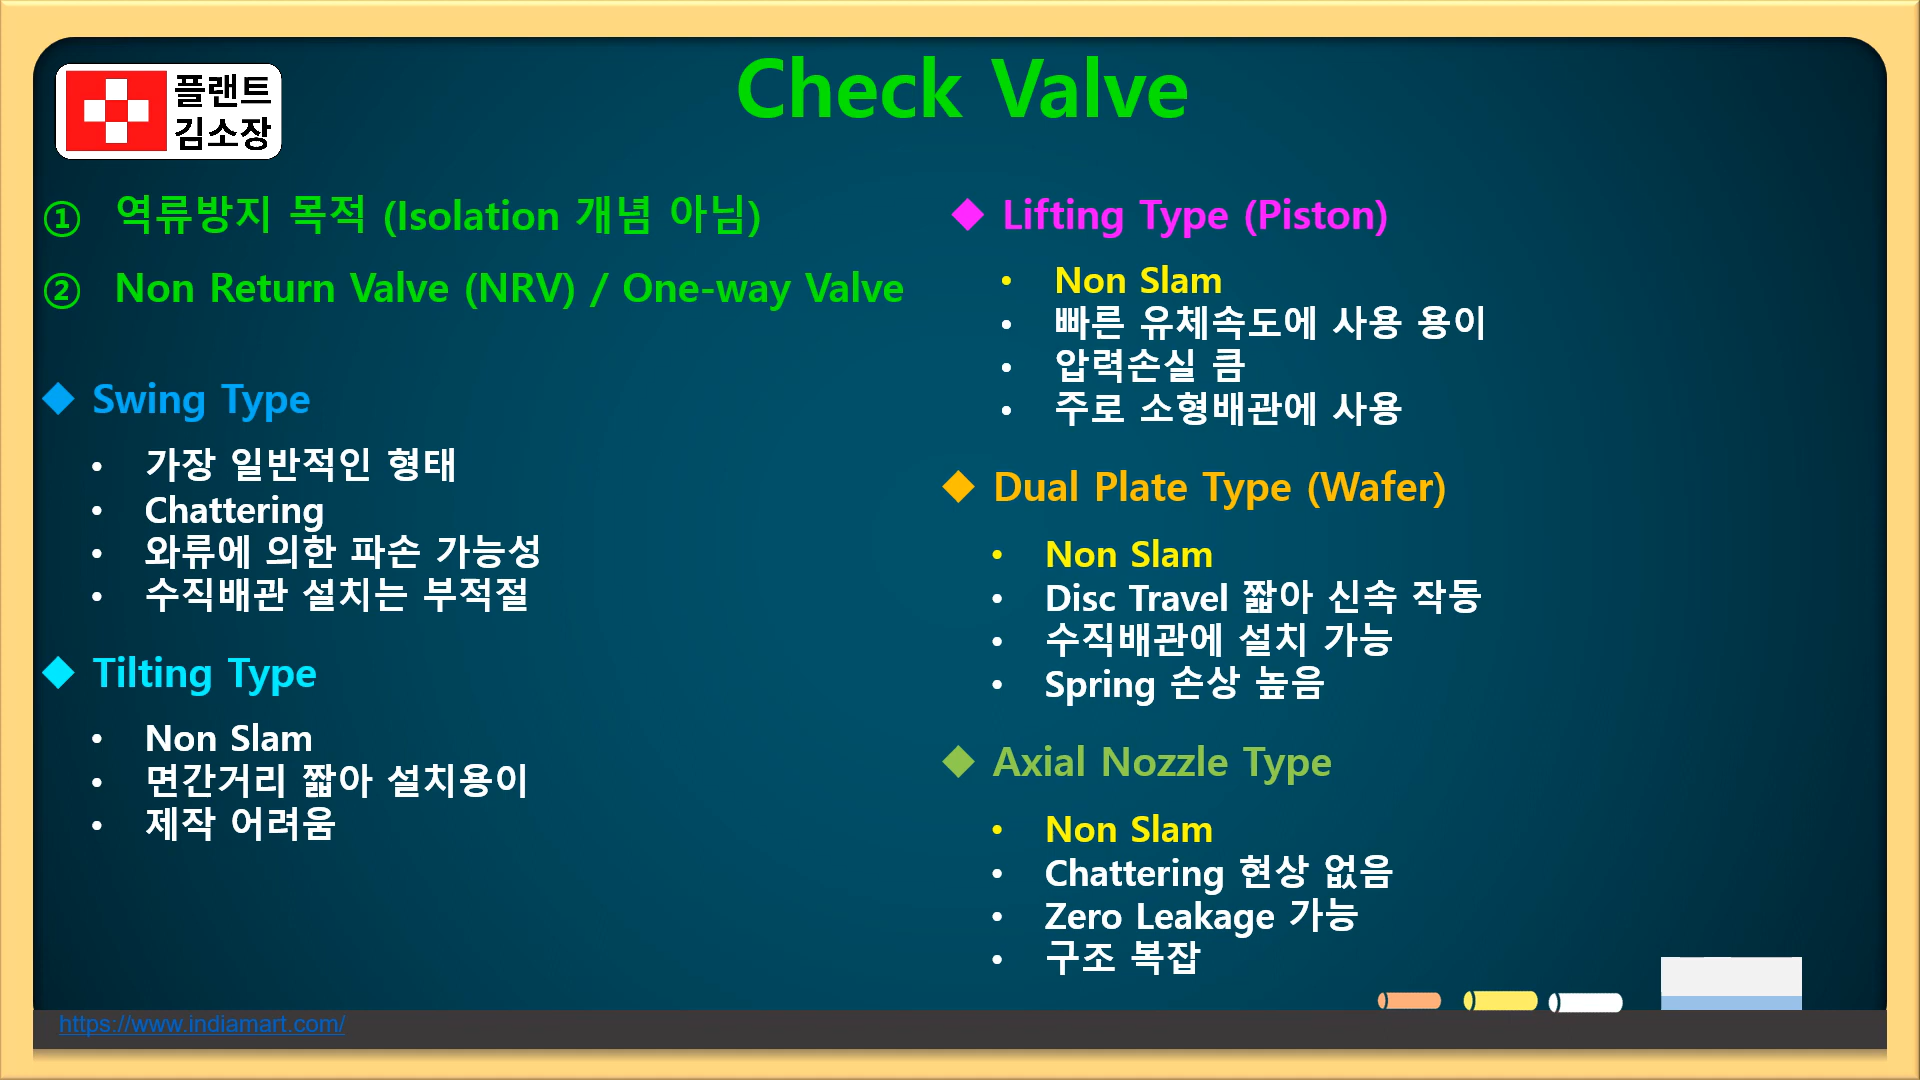 플랜트
김소장
Check Valve
① 역류방지 목적 (Isolation 개념 아님)
② Non Return Valve (NRV) / One-way Valve
◆ Swing Type
• 가장 일반적인 형태
• Chattering
• 와류에 의한 파손 가능성
• 수직배관 설치는 부적절
◆ Tilting Type
• Non Slam
• 면간거리 짧아 설치용이
• 제작 어려움
◆ Lifting Type (Piston)
• Non Slam
• 빠른 유체속도에 사용 용이
• 압력손실 큼
• 주로 소형배관에 사용
◆ Dual Plate Type (Wafer)
• Non Slam
• Disc Travel 짧아 신속 작동
• 수직배관에 설치 가능
• Spring 손상 높음
◆ Axial Nozzle Type
• Non Slam
• Chattering 현상 없음
• Zero Leakage 가능
• 구조 복잡
https://www.indiamart.com/